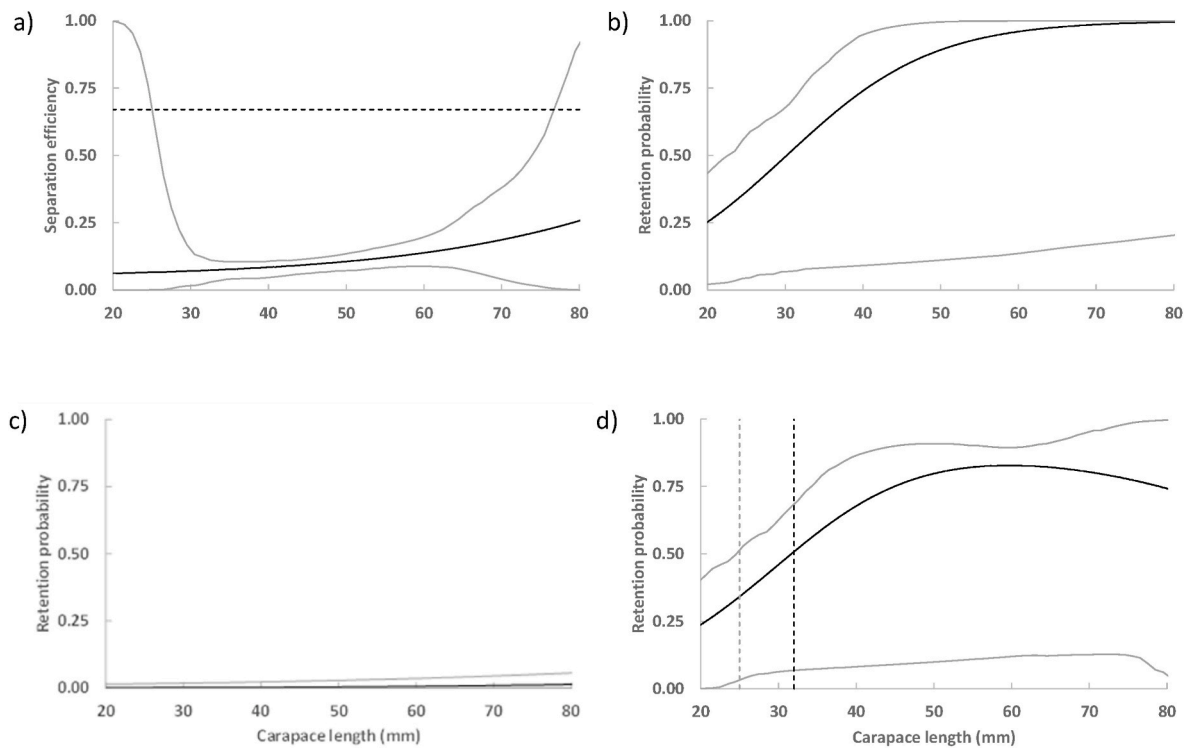 a)
1.00
0.75
0.50
0.25
0.00
Separation efficiency
20 30 40 50 60 70 80
b)
1.00
0.75
0.50
0.25
0.00
Retention probability
20 30 40 50 60 70 80
c)
1.00
0.75
0.50
0.25
0.00
Retention probability
20 30 40 50 60 70 80
Carapace length (mm)
d)
1.00
0.75
0.50
0.25
0.00
Retention probability
20 30 40 50 60 70 80
Carapace length (mm)